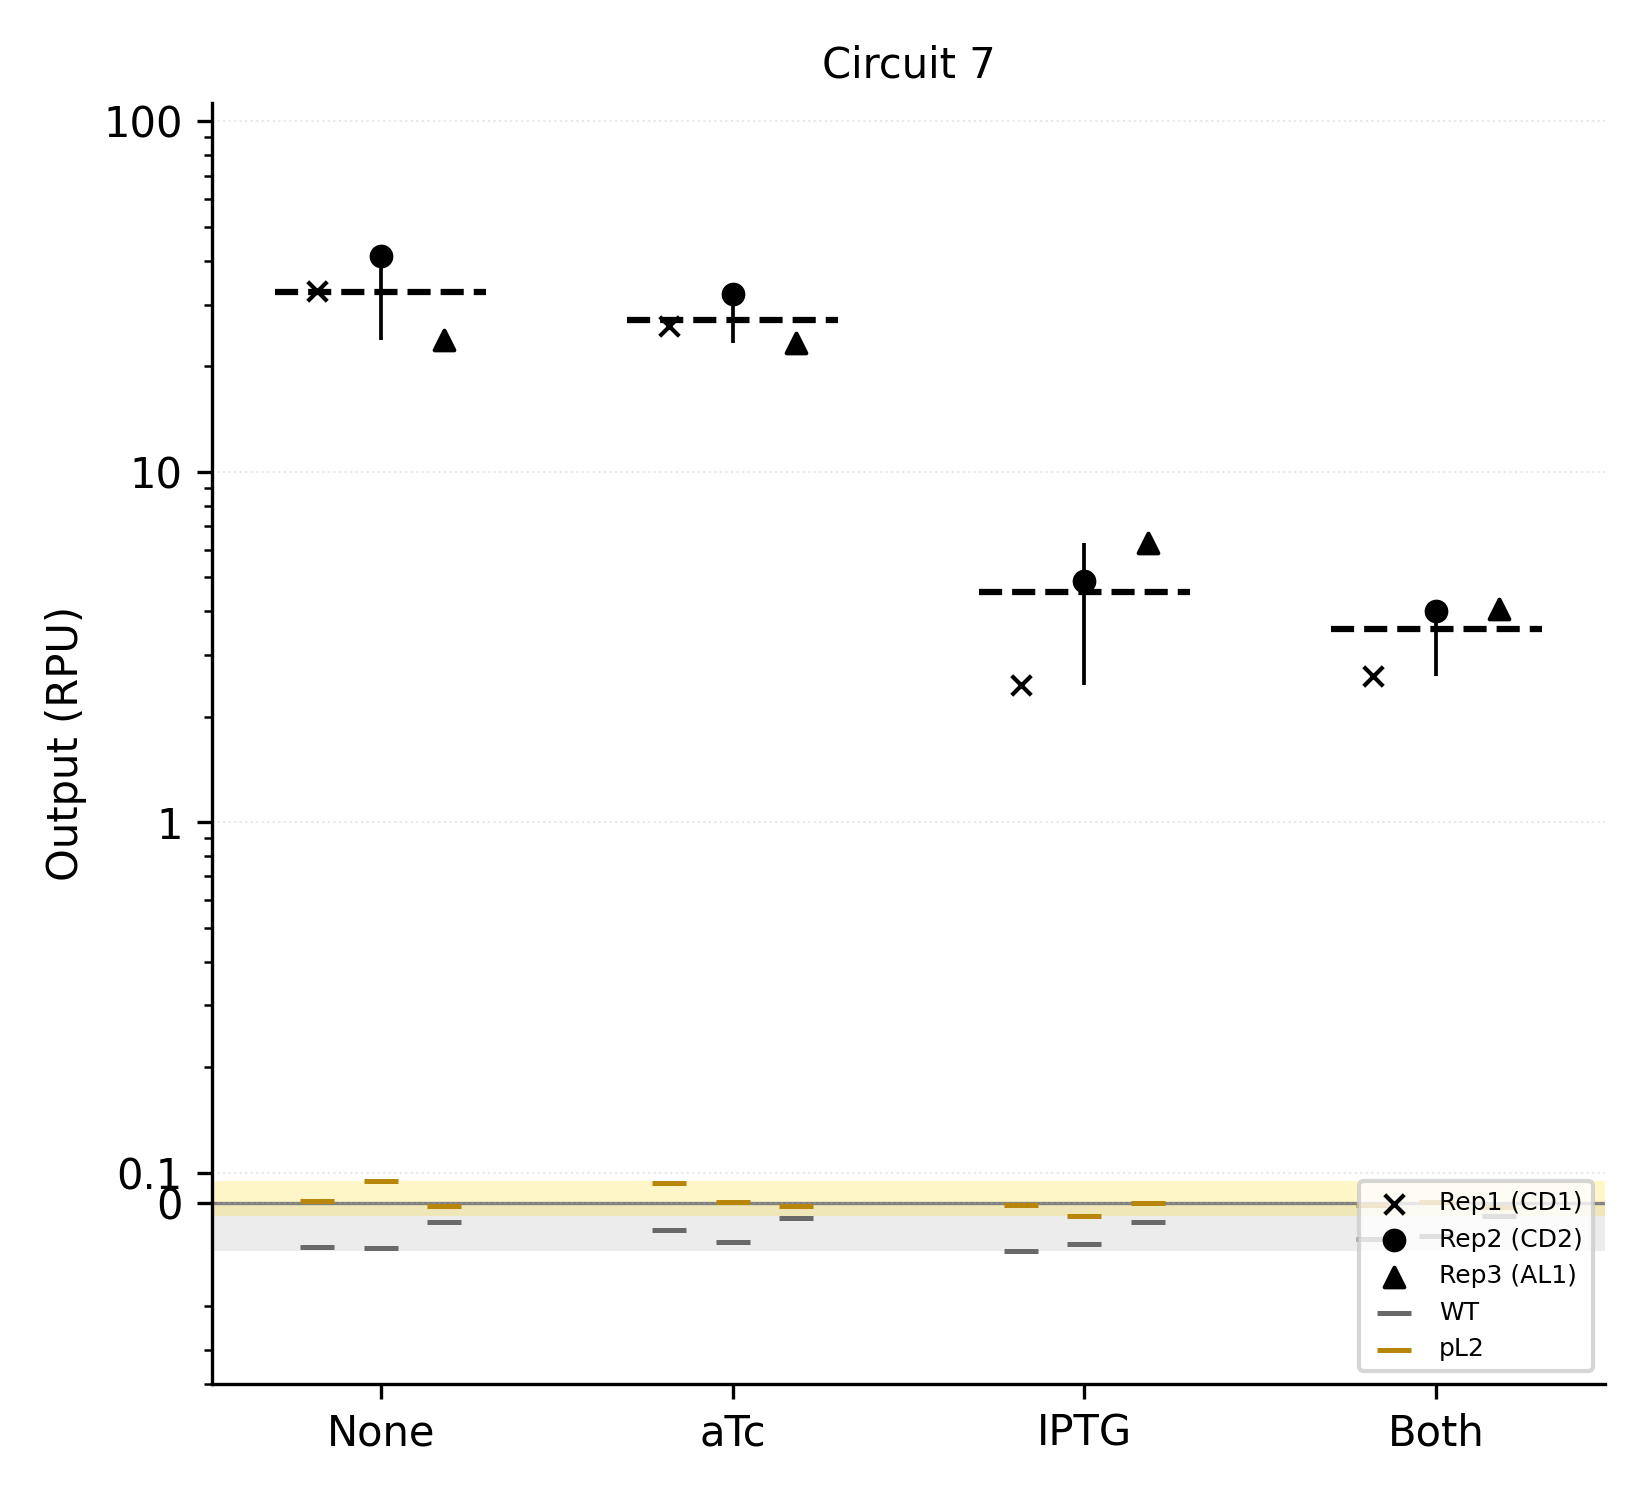 Circuit 7
100
10
1
0.1
0
Output (RPU)
None
aTc
IPTG
Both
Rep1 (CD1)
Rep2 (CD2)
Rep3 (AL1)
WT
pL2